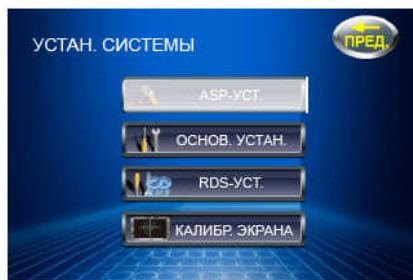 УСТАН. СИСТЕМЫ
ПРЕД.
ASP-УСТ.
ОСНОВ. УСТАН.
RDS-УСТ.
КАЛИБР. ЭКРАНА